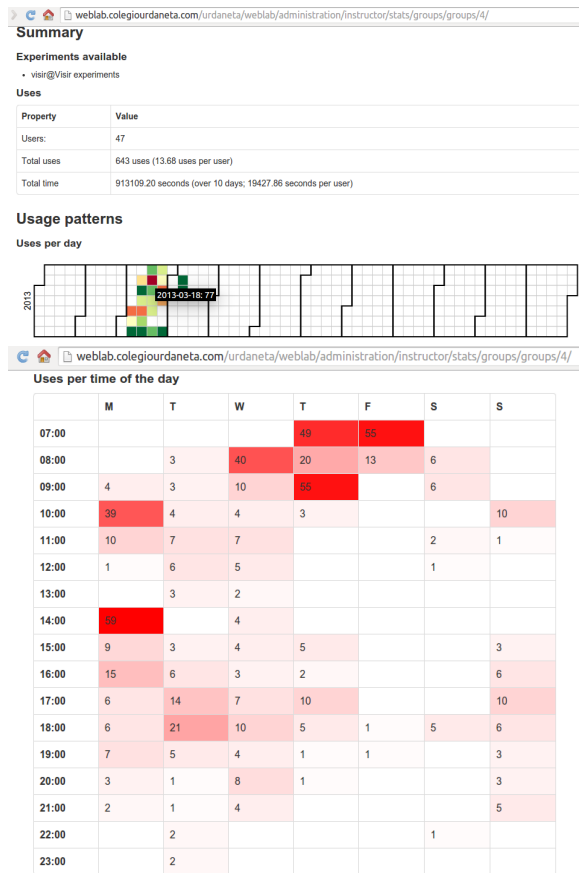 weblab.colegiourdaneta.com/urdaneta/weblab/administration/instructor/stats/groups/groups/4/
Summary
Experiments available
• visir@Visir experiments
Uses
Property Value
Users: 47
Total uses 643 uses (13.68 uses per user)
Total time 913109.20 seconds (over 10 days; 19427.86 seconds per user)
Usage patterns
Uses per day
2013
2013-03-18: 77
weblab.colegiourdaneta.com/urdaneta/weblab/administration/instructor/stats/groups/groups/4/
Uses per time of the day
M T W T F S S
07:00 49 55
08:00 3 40 20 13 6
09:00 4 3 10 55 6
10:00 39 4 4 3 10
11:00 10 7 7 2 1
12:00 1 6 5 1
13:00 3 2
14:00 59 4
15:00 9 3 4 5 3
16:00 15 6 3 2 6
17:00 6 14 7 10 10
18:00 6 21 10 5 1 5 6
19:00 7 5 4 1 1 3
20:00 3 1 8 1 3
21:00 2 1 4 5
22:00 2 1
23:00 2